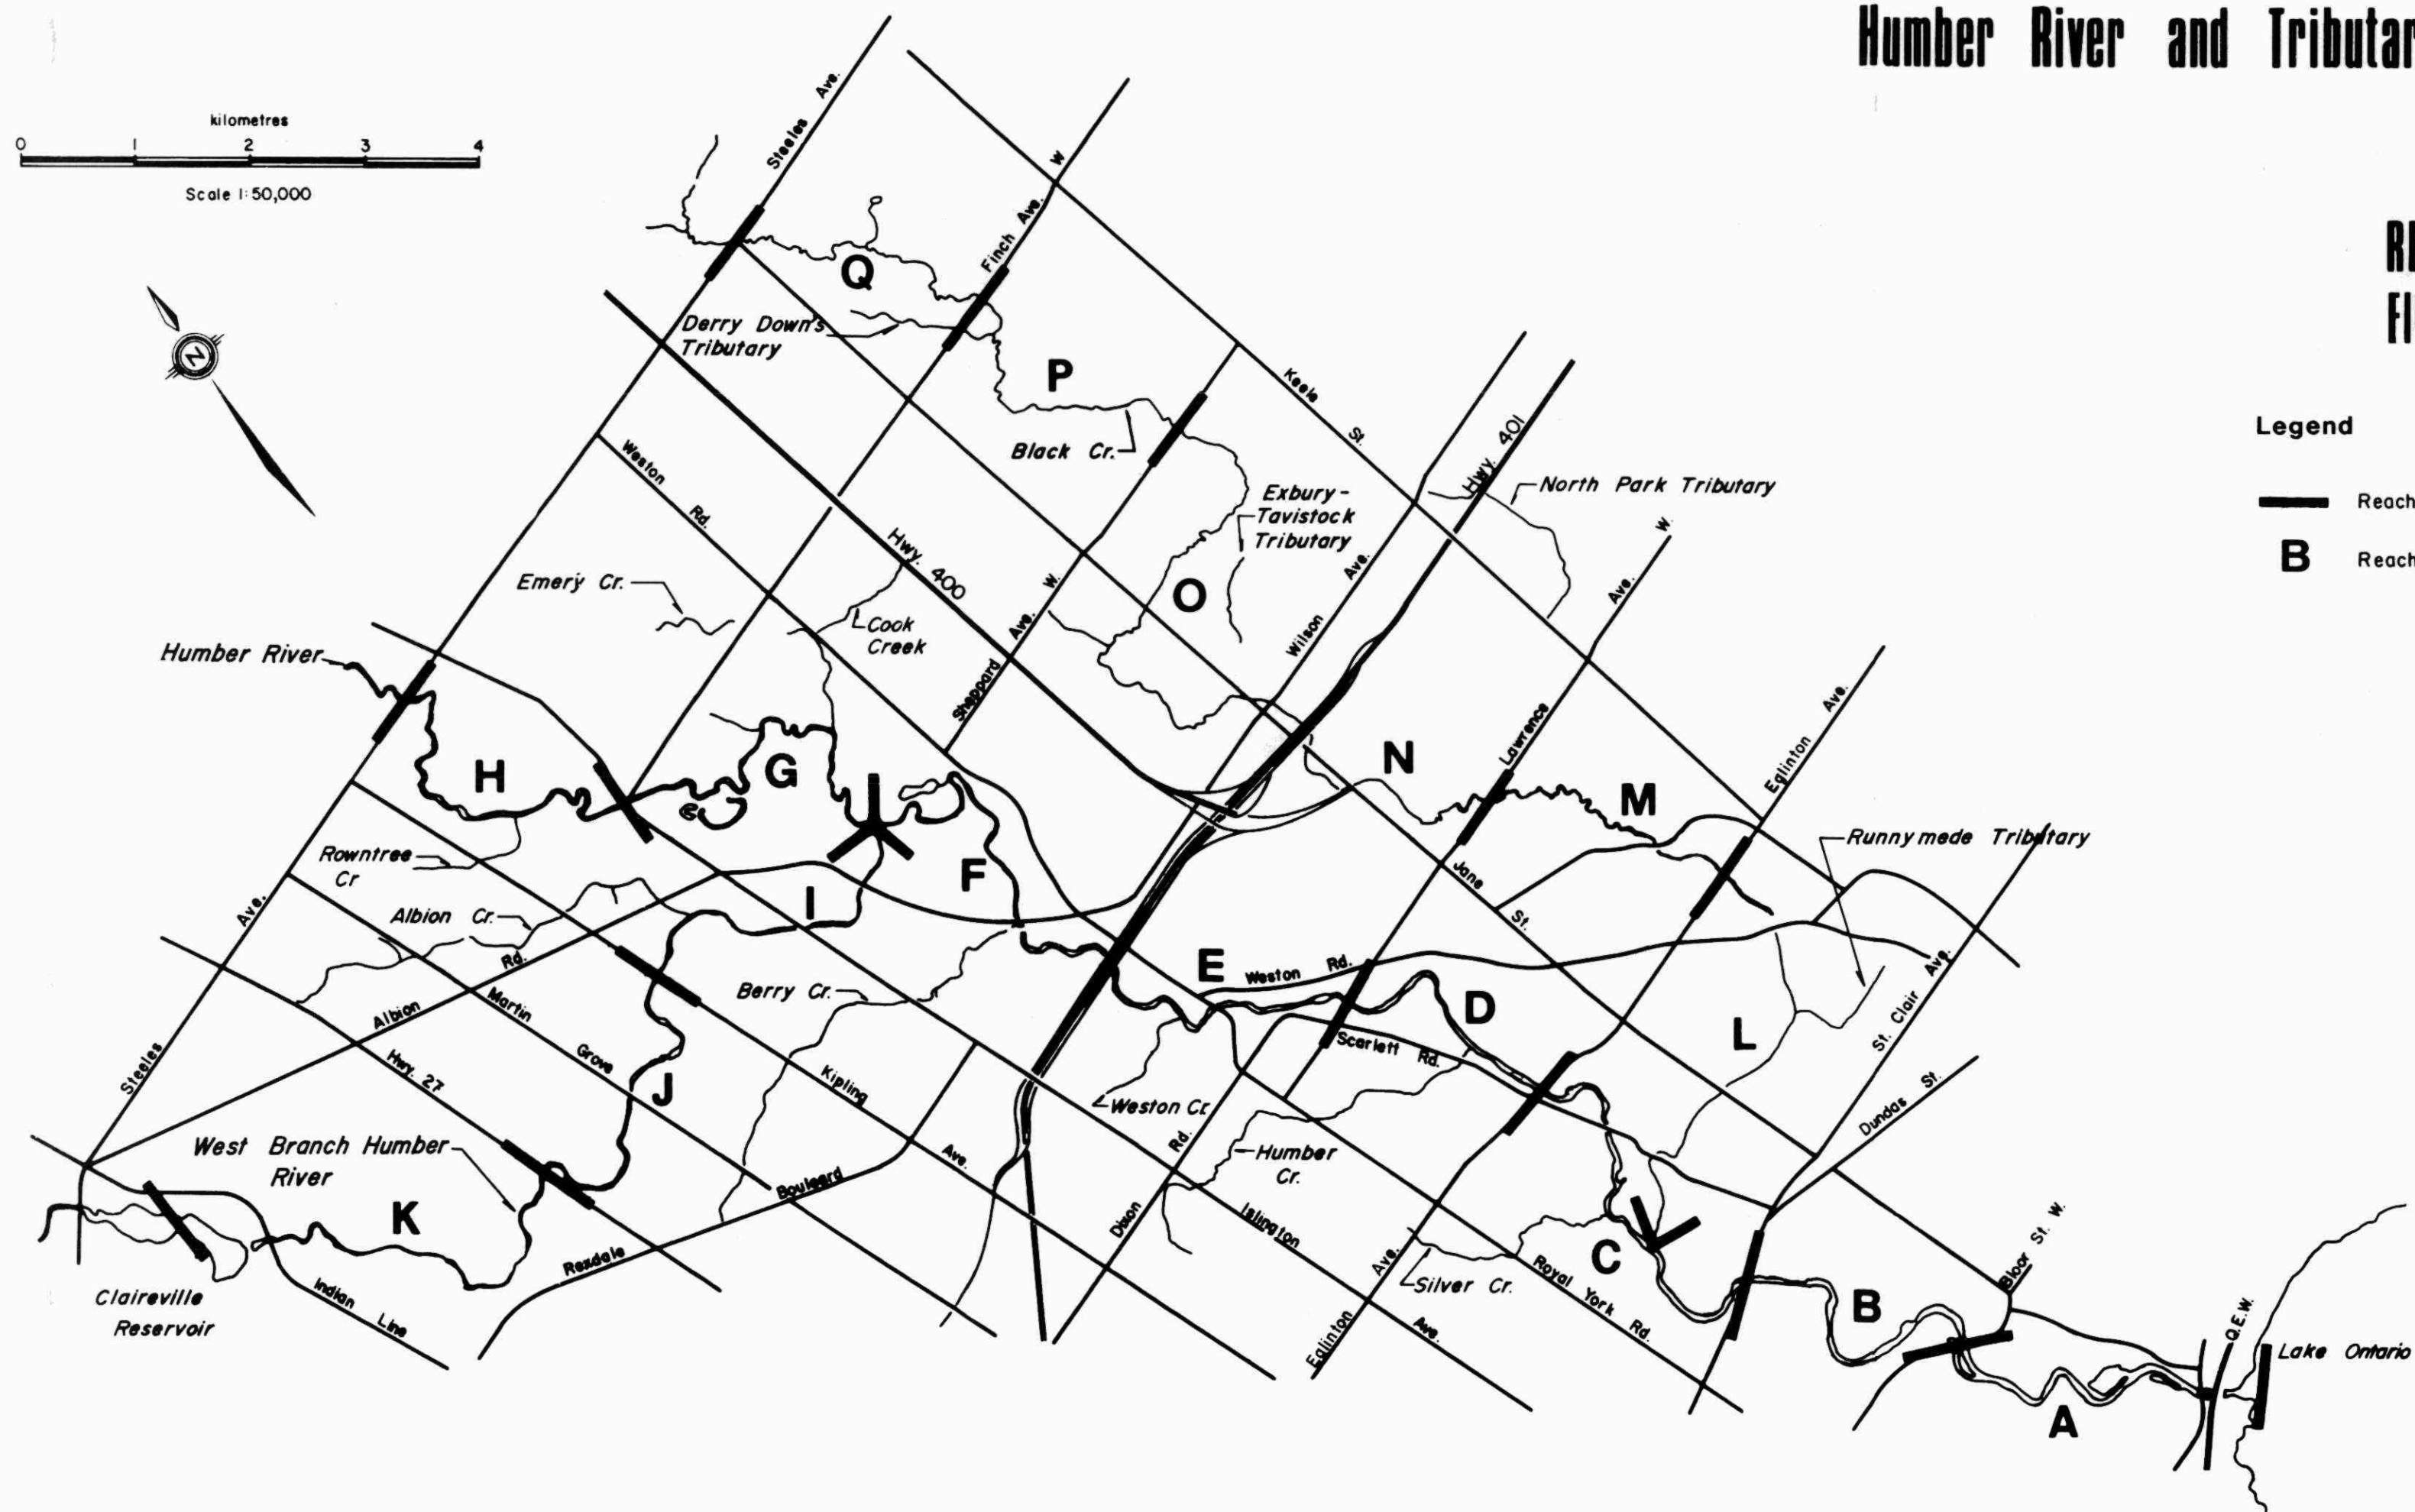 Humber River and Tributar
kilometres
0 1 2 3 4
Scale 1:50,000
N
Legend
Reach
B Reach
Steeles Ave.
Finch Ave. W
Q
Derry Down's
Tributary
P
Black Cr.
Keele St.
Hwy. 401
North Park Tributary
Exbury-
Tavistock
Tributary
Weston Rd.
Hwy. 400
Emery Cr.
Cook
Creek
O
Sheppard Ave. W.
Wilson Ave.
Lawrence Ave. W.
Humber River
H
G
N
M
Eglinton Ave.
Runnymede Tributary
Rowntree
Cr
Albion Cr.
I
F
Jane St.
E
Weston Rd.
D
L
Steeles Ave.
Albion Rd.
Berry Cr.
Martin Grove
Hwy. 27
J
Kipling Ave.
Scarlett Rd.
St. Clair Ave.
Dundas St.
West Branch Humber
River
Weston Cr.
Humber
Cr.
K
Rexdale Boulevard
Dixon Rd.
Islington Ave.
Eglinton Ave.
Silver Cr.
C
Royal York Rd.
B
Bloor St. W.
Q.E.W.
Claireville
Reservoir
Indian Line
Lake Ontario
A